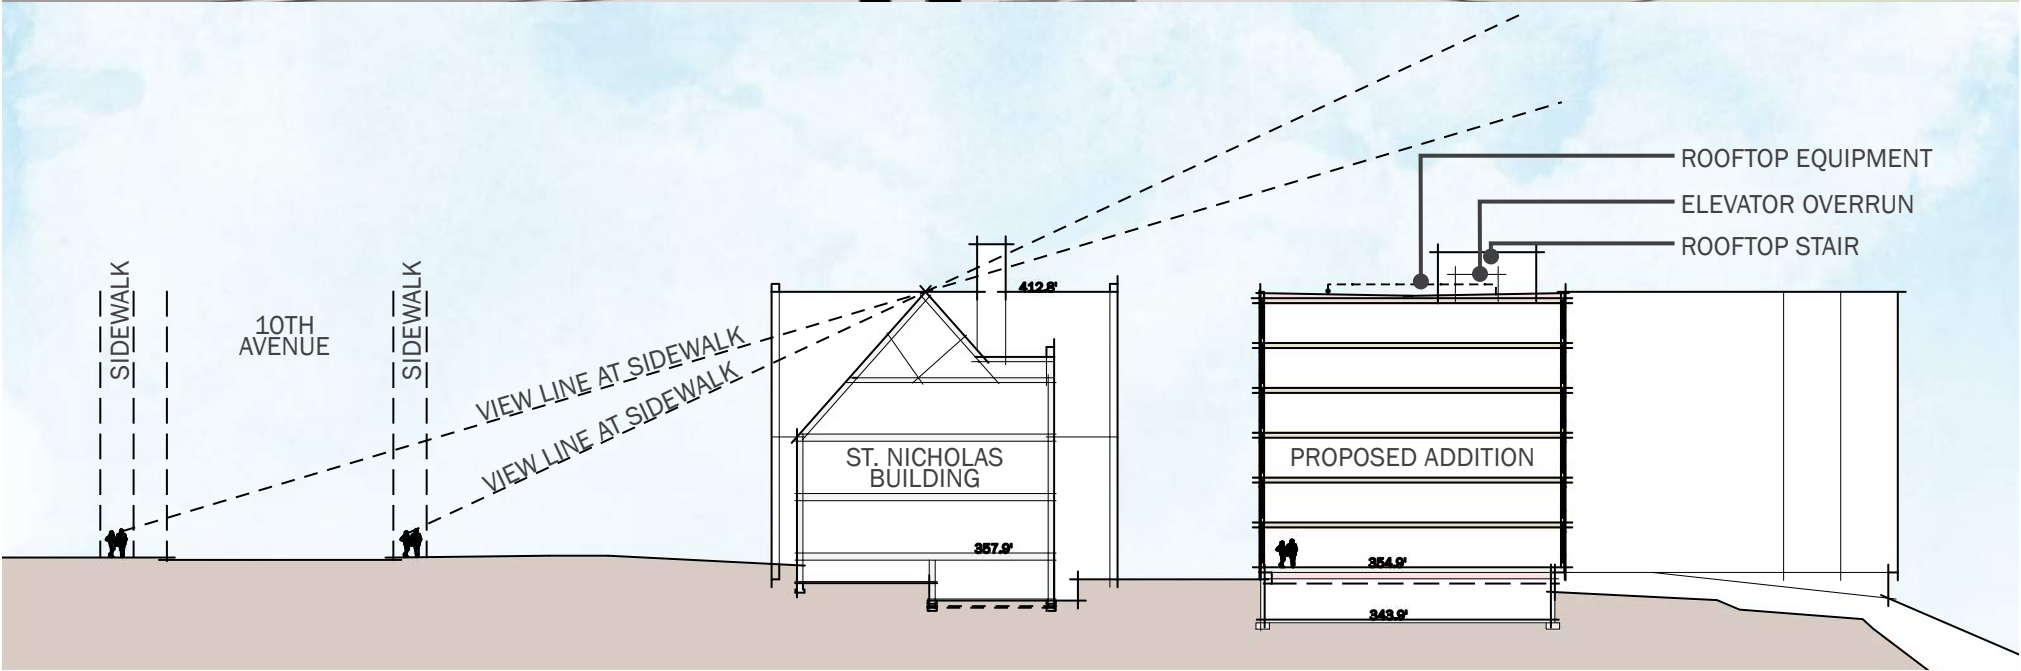 ROOFTOP EQUIPMENT
ELEVATOR OVERRUN
ROOFTOP STAIR
SIDEWALK
10TH
AVENUE
SIDEWALK
VIEW LINE AT SIDEWALK
VIEW LINE AT SIDEWALK
412.8'
ST. NICHOLAS
BUILDING
357.9'
PROPOSED ADDITION
354.9'
343.9'